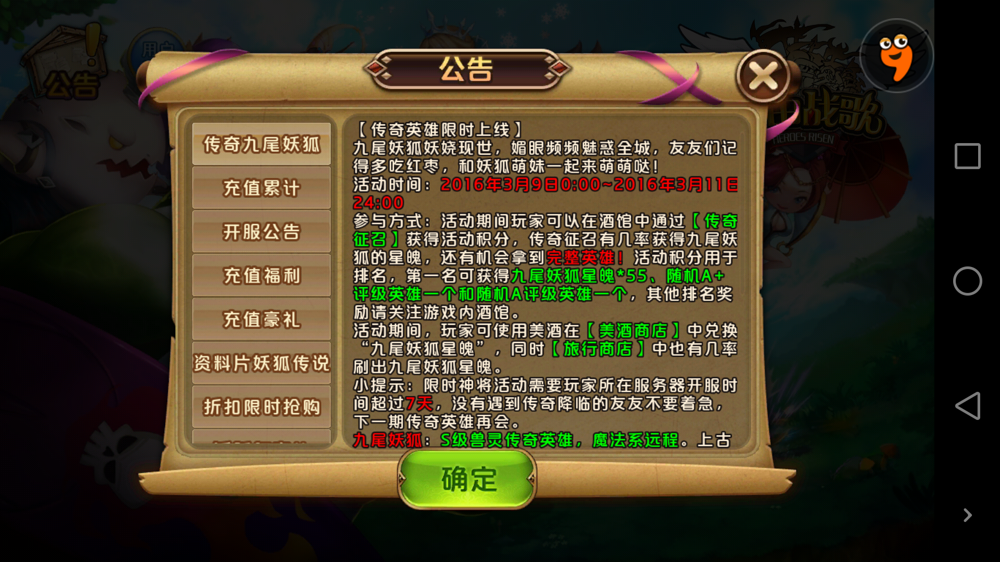 公告
用户
公告
战歌
HEROES RISEN
传奇九尾妖狐
充值累计
开服公告
充值福利
充值豪礼
资料片妖狐传说
折扣限时抢购
【传奇英雄限时上线】
九尾妖狐妖娆现世，媚眼频频魅惑全城，友友们记
得多吃红枣，和妖狐萌妹一起来萌萌哒！
活动时间：2016年3月9日0:00~2016年3月11日
24:00
参与方式：活动期间玩家可以在酒馆中通过【传奇
征召】获得活动积分，传奇征召有几率获得九尾妖
狐的星魄，还有机会拿到完整英雄！活动积分用于
排名，第一名可获得九尾妖狐星魄*55、随机A+
评级英雄一个和随机A评级英雄一个，其他排名奖
励请关注游戏内酒馆。
活动期间，玩家可使用美酒在【美酒商店】中兑换
“九尾妖狐星魄”，同时【旅行商店】中也有几率
刷出九尾妖狐星魄。
小提示：限时神将活动需要玩家所在服务器开服时
间超过7天，没有遇到传奇降临的友友不要着急，
下一期传奇英雄再会。
九尾妖狐：S级兽灵传奇英雄，魔法系远程。上古
确定